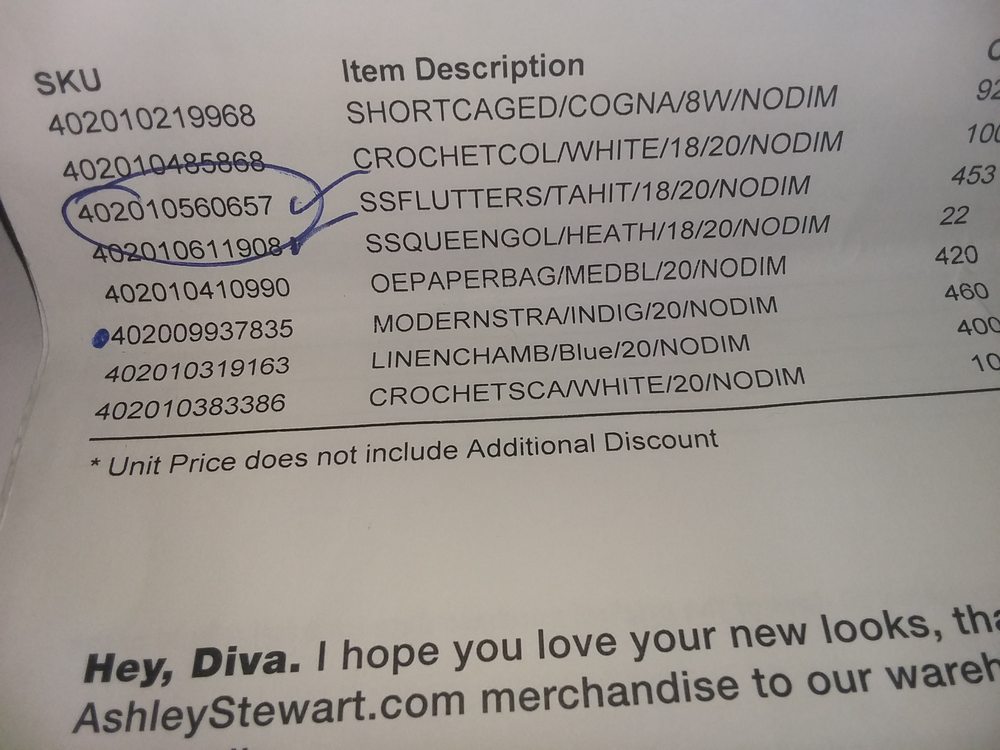 SKU Item Description
402010219968 SHORTCAGED/COGNA/8W/NODIM
402010485868 CROCHETCOL/WHITE/18/20/NODIM
402010560657 SSFLUTTERS/TAHIT/18/20/NODIM 453
402010611908 SSQUEENGOL/HEATH/18/20/NODIM 22
402010410990 OEPAPERBAG/MEDBL/20/NODIM 420
402009937835 MODERNSTRA/INDIG/20/NODIM 460
402010319163 LINENCHAMB/Blue/20/NODIM 400
402010383386 CROCHETSCA/WHITE/20/NODIM
* Unit Price does not include Additional Discount
Hey, Diva. I hope you love your new looks,
AshleyStewart.com merchandise to our